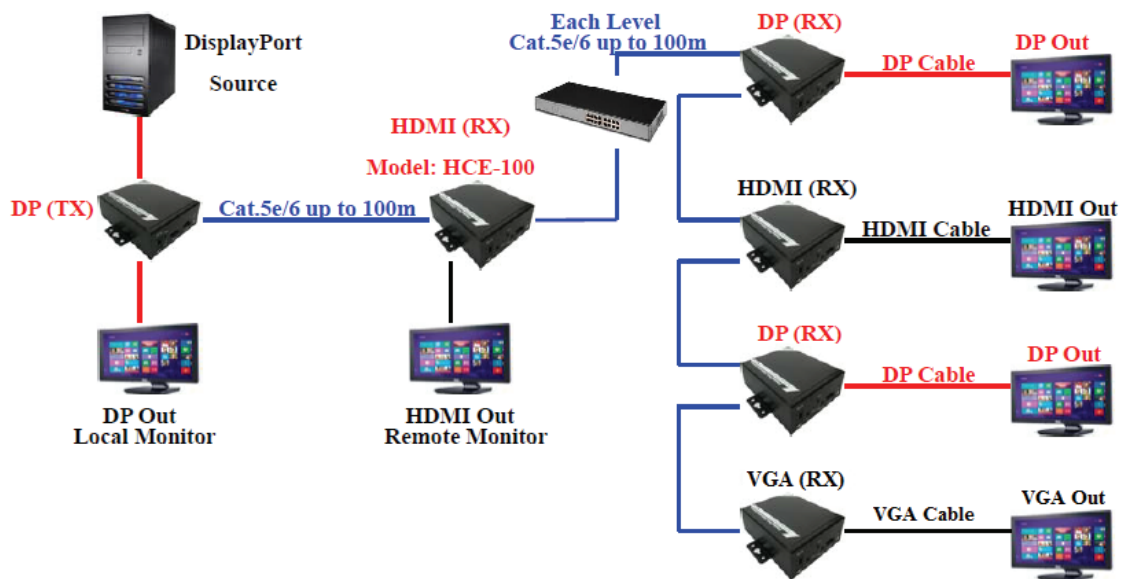 DisplayPort
Source
DP (TX)
Cat.5e/6 up to 100m
DP Out
Local Monitor
HDMI (RX)
Model: HCE-100
HDMI Out
Remote Monitor
Each Level
Cat.5e/6 up to 100m
DP (RX)
DP Cable
DP Out
HDMI (RX)
HDMI Cable
HDMI Out
DP (RX)
DP Cable
DP Out
VGA (RX)
VGA Cable
VGA Out